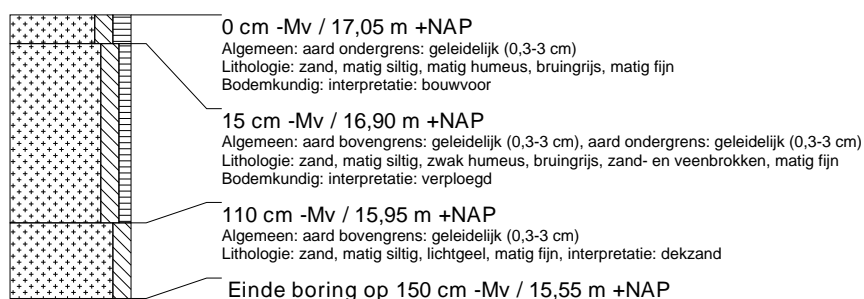 0 cm -Mv / 17,05 m +NAP
Algemeen: aard ondergrens: geleidelijk (0,3-3 cm)
Lithologie: zand, matig siltig, matig humeus, bruingrijs, matig fijn
Bodemkundig: interpretatie: bouwvoor
15 cm -Mv / 16,90 m +NAP
Algemeen: aard bovengrens: geleidelijk (0,3-3 cm), aard ondergrens: geleidelijk (0,3-3 cm)
Lithologie: zand, matig siltig, zwak humeus, bruingrijs, zand- en veenbrokken, matig fijn
Bodemkundig: interpretatie: verploegd
110 cm -Mv / 15,95 m +NAP
Algemeen: aard bovengrens: geleidelijk (0,3-3 cm)
Lithologie: zand, matig siltig, lichtgeel, matig fijn, interpretatie: dekzand
Einde boring op 150 cm -Mv / 15,55 m +NAP